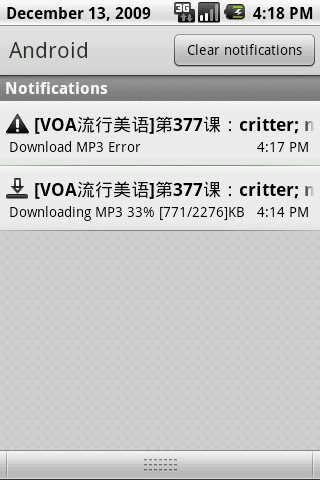 December 13, 2009 3G 4:18 PM
Android Clear notifications
Notifications
[VOA流行美语]第377课：critter;
Download MP3 Error 4:17 PM
[VOA流行美语]第377课：critter;
Downloading MP3 33% [771/2276]KB 4:14 PM